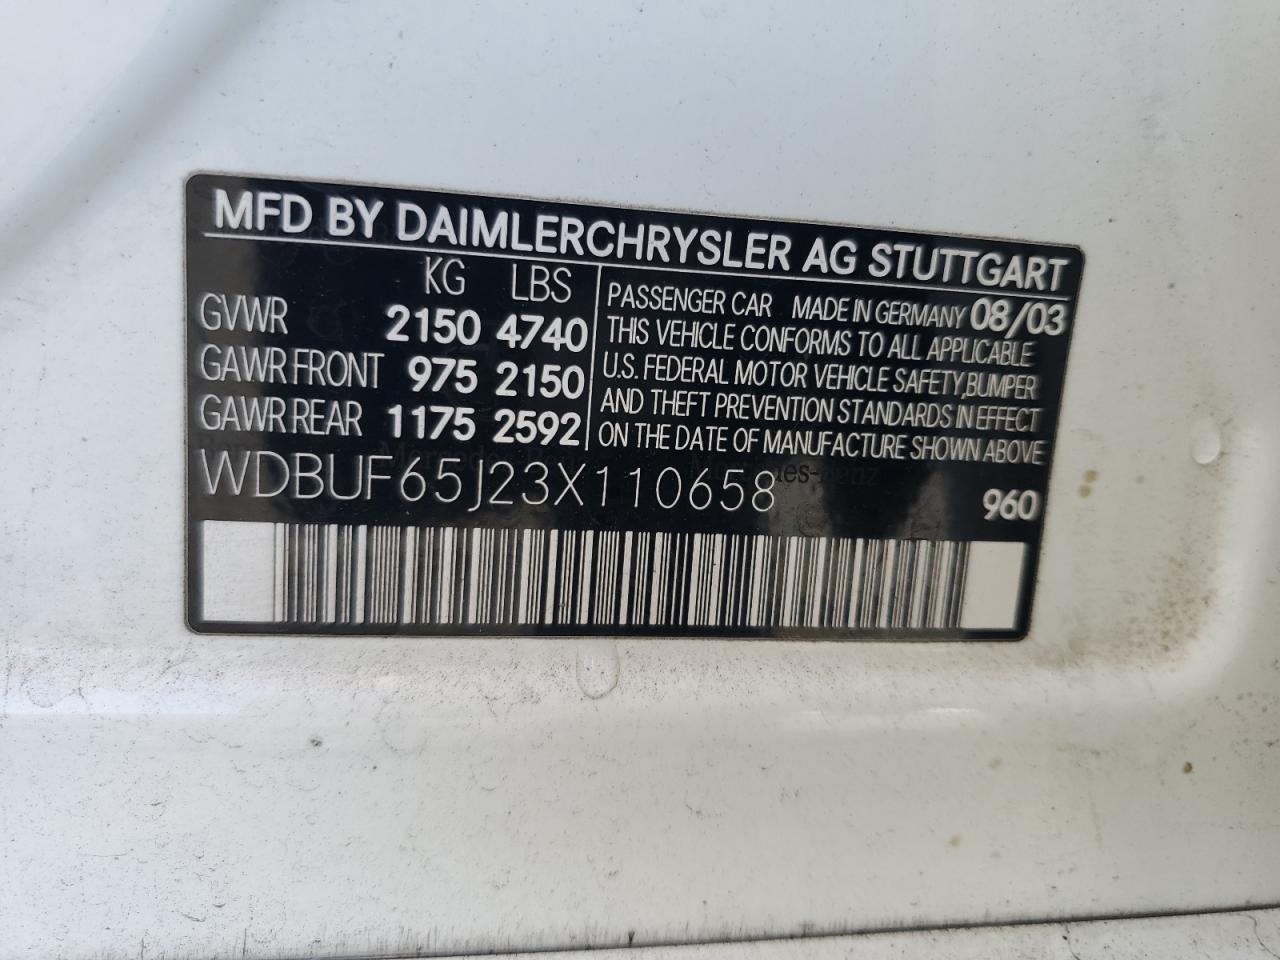 MFD BY DAIMLERCHRYSLER AG STUTTGART
KG LBS
GVWR 2150 4740
GAWR FRONT 975 2150
GAWR REAR 1175 2592
PASSENGER CAR MADE IN GERMANY 08/03
THIS VEHICLE CONFORMS TO ALL APPLICABLE
U.S. FEDERAL MOTOR VEHICLE SAFETY,BUMPER
AND THEFT PREVENTION STANDARDS IN EFFECT
ON THE DATE OF MANUFACTURE SHOWN ABOVE
WDBUF65J23X110658
960